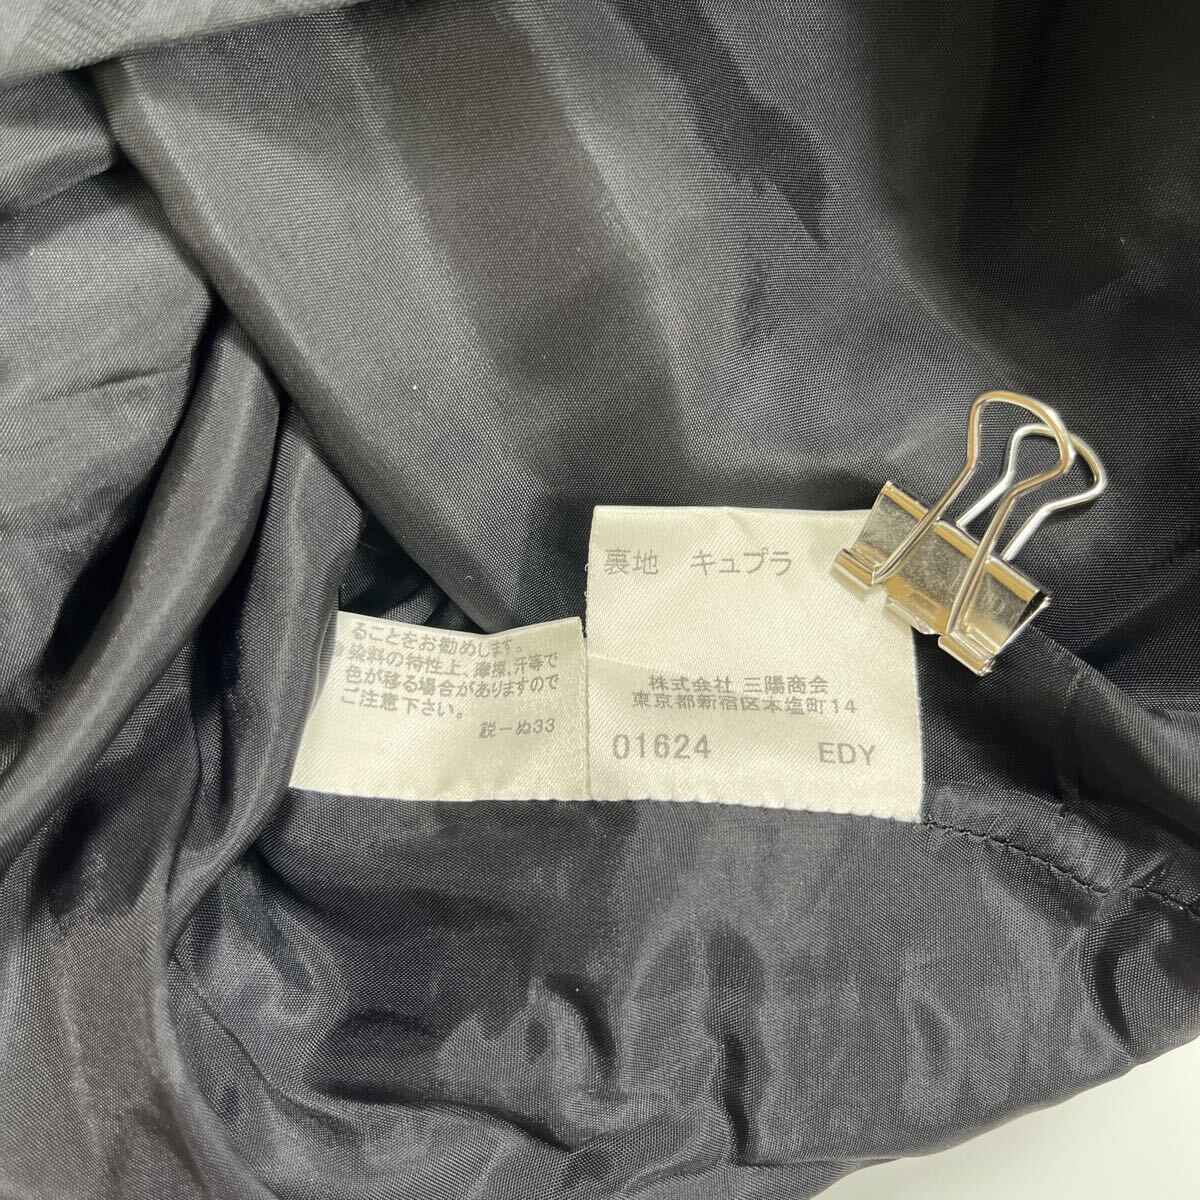 裏地　キュプラ
株式会社 三陽商会
東京都新宿区本塩町14
01624 EDY
ることをお勧めします。
染料の特性上、摩擦、汗等で
色が移る場合がありますので
ご注意下さい。
説ーぬ33